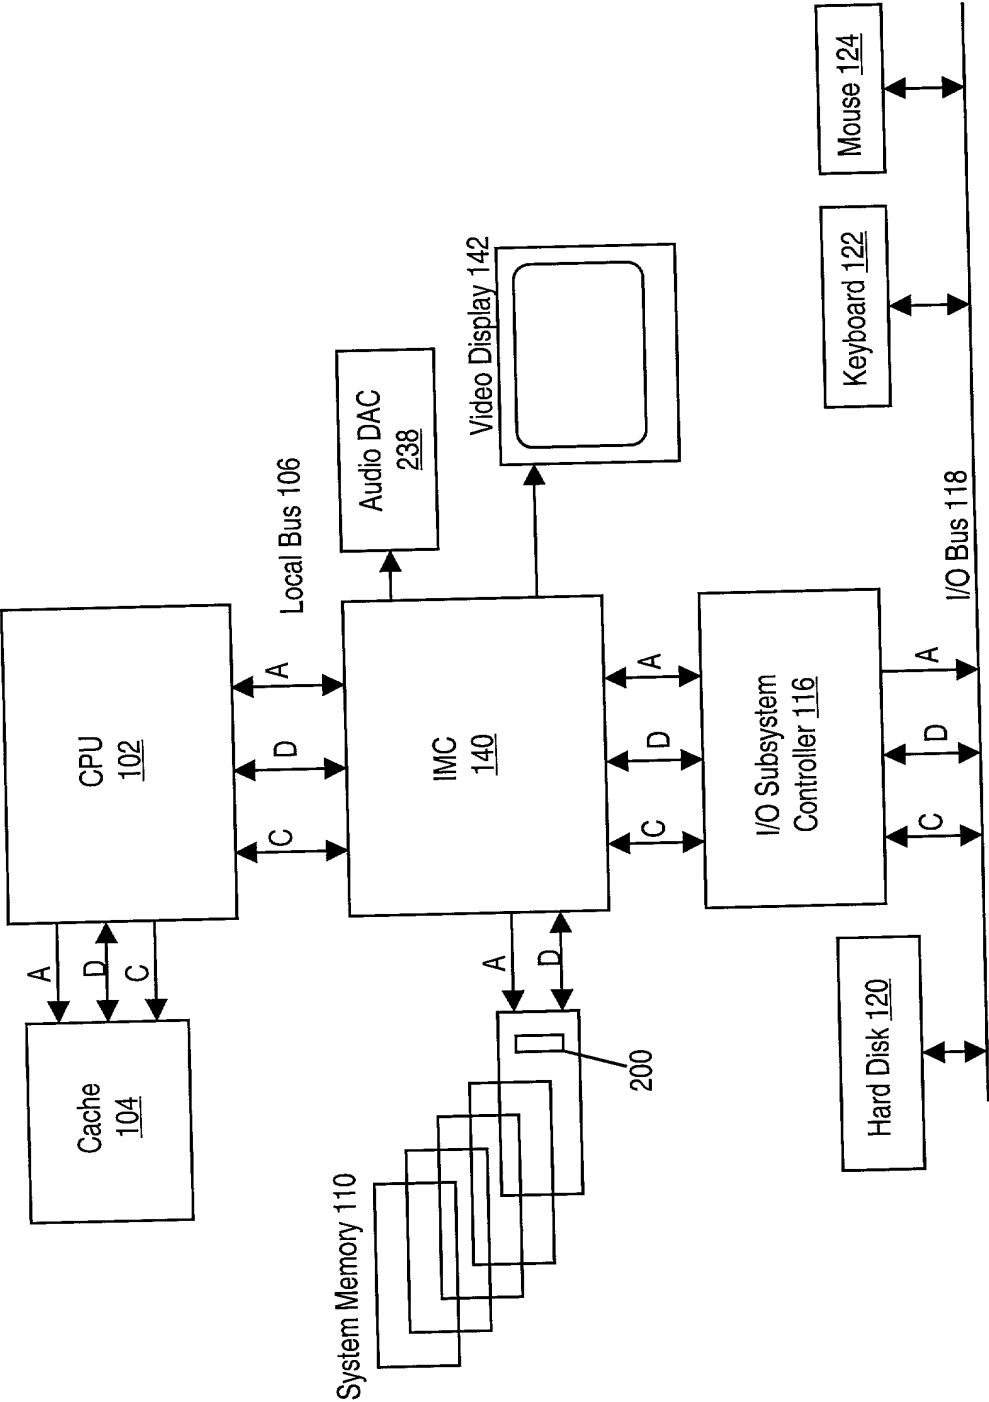 Cache
104
A
D
C
CPU
102
C
D
A
Local Bus 106
System Memory 110
200
A
D
IMC
140
Audio DAC
238
Video Display 142
C
D
A
I/O Subsystem
Controller 116
C
D
A
I/O Bus 118
Hard Disk 120
Keyboard 122
Mouse 124